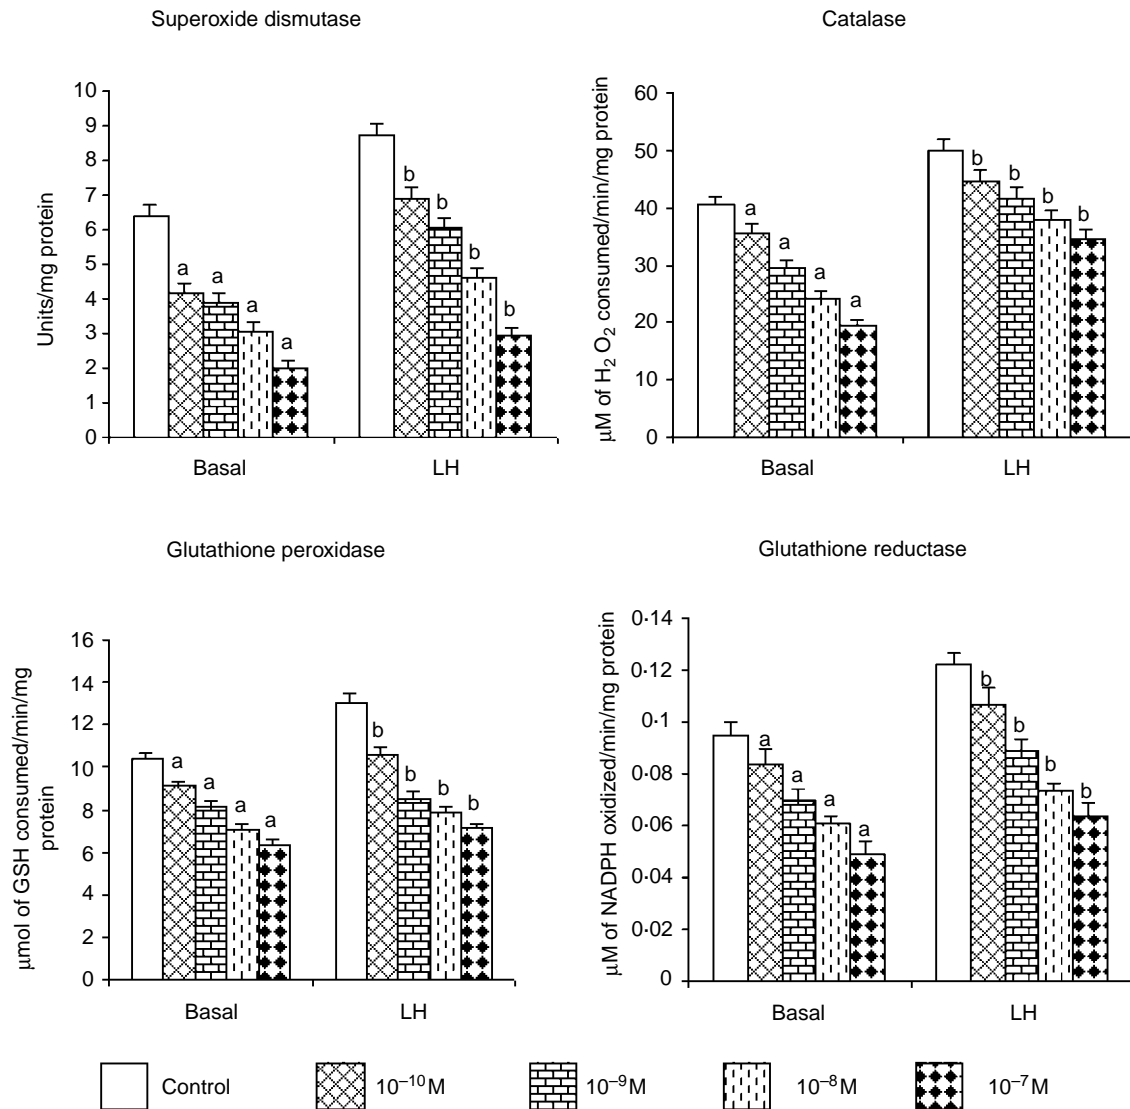 Superoxide dismutase
Units/mg protein
10
9
8
7
6
5
4
3
2
1
0
a
a
a
a
b
b
b
b
Basal
LH
Catalase
μM of H₂ O₂ consumed/min/mg protein
60
50
40
30
20
10
0
a
a
a
a
b
b
b
b
Basal
LH
Glutathione peroxidase
μmol of GSH consumed/min/mg
protein
16
14
12
10
8
6
4
2
0
a
a
a
a
b
b
b
b
Basal
LH
Glutathione reductase
μM of NADPH oxidized/min/mg protein
0·14
0·12
0·1
0·08
0·06
0·04
0·02
0
a
a
a
a
b
b
b
b
Basal
LH
Control
10⁻¹⁰M
10⁻⁹M
10⁻⁸M
10⁻⁷M